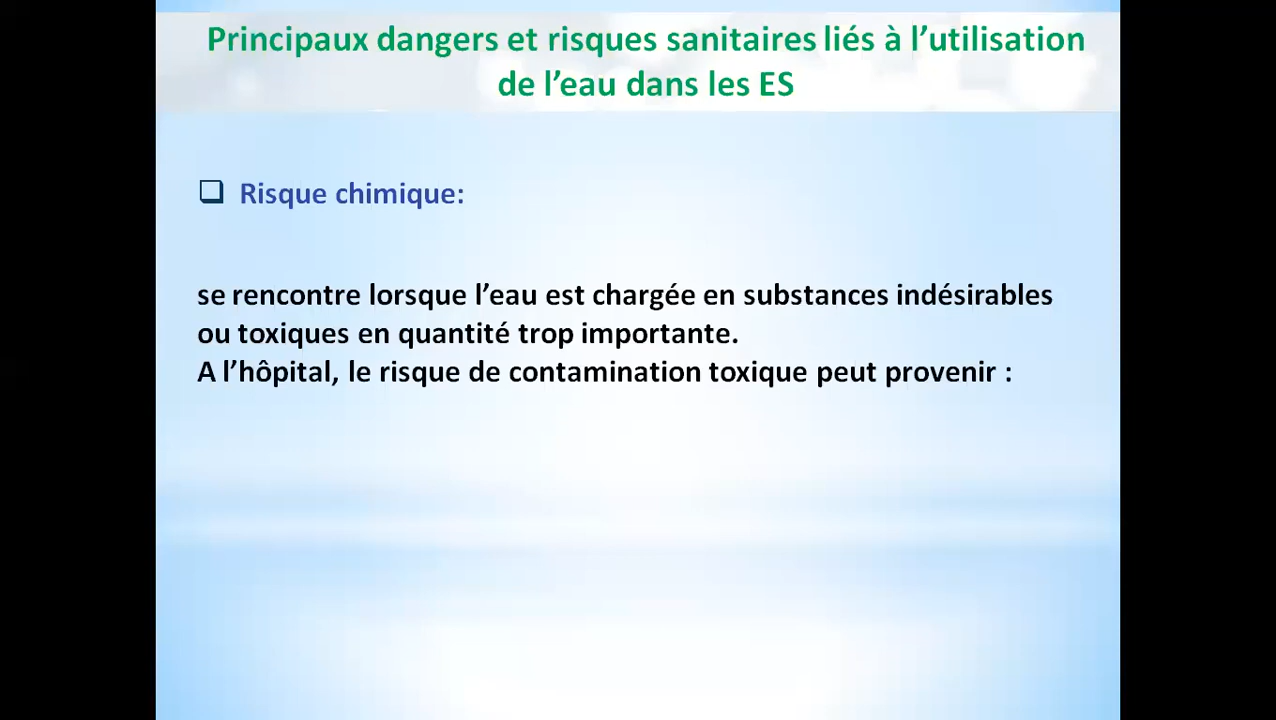 Principaux dangers et risques sanitaires liés à l’utilisation
de l’eau dans les ES
❑ Risque chimique:
se rencontre lorsque l’eau est chargée en substances indésirables
ou toxiques en quantité trop importante.
A l’hôpital, le risque de contamination toxique peut provenir :